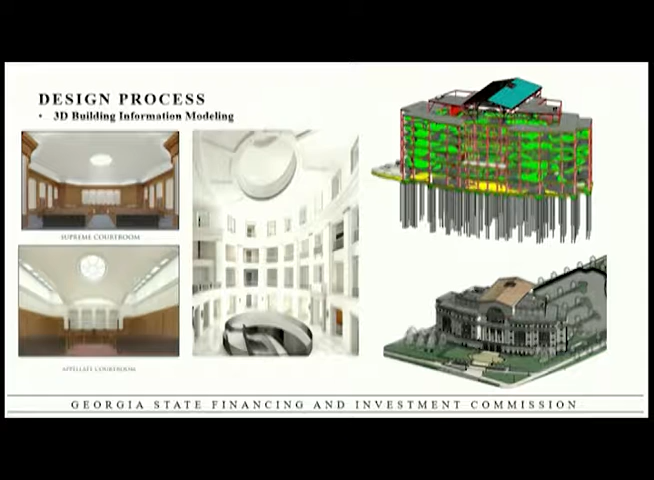 DESIGN PROCESS
• 3D Building Information Modeling
SUPREME COURTROOM
APPELLATE COURTROOM
GEORGIA STATE FINANCING AND INVESTMENT COMMISSION